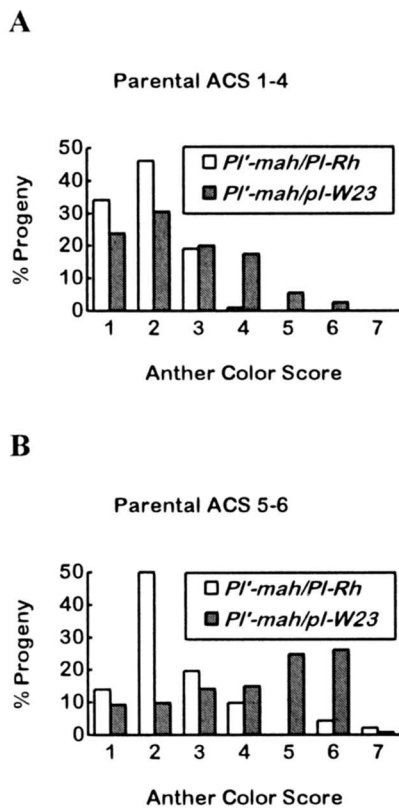 A
Parental ACS 1-4
Pl'-mah/Pl-Rh
Pl'-mah/pl-W23
% Progeny
50
40
30
20
10
0
1 2 3 4 5 6 7
Anther Color Score
B
Parental ACS 5-6
Pl'-mah/Pl-Rh
Pl'-mah/pl-W23
% Progeny
50
40
30
20
10
0
1 2 3 4 5 6 7
Anther Color Score